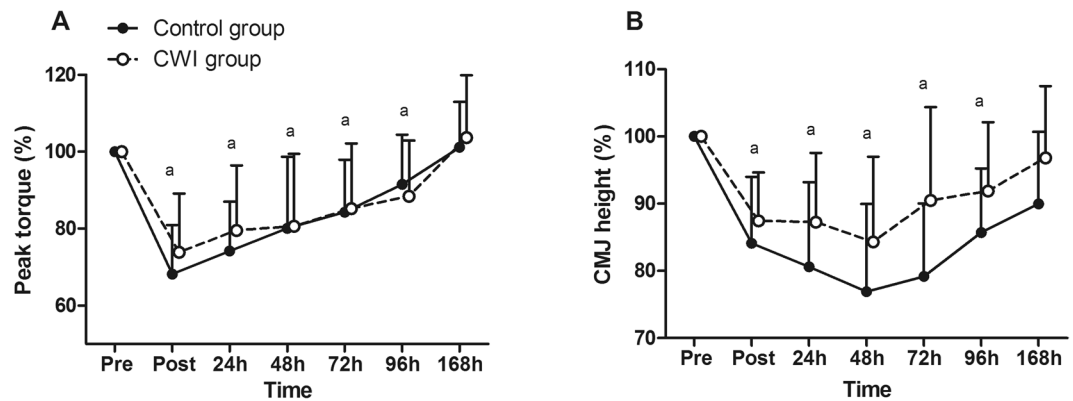 A
Control group
CWI group
Peak torque (%)
120
100
80
60
a a a a a
Pre Post 24h 48h 72h 96h 168h
Time
B
CMJ height (%)
110
100
90
80
70
a a a a a
Pre Post 24h 48h 72h 96h 168h
Time